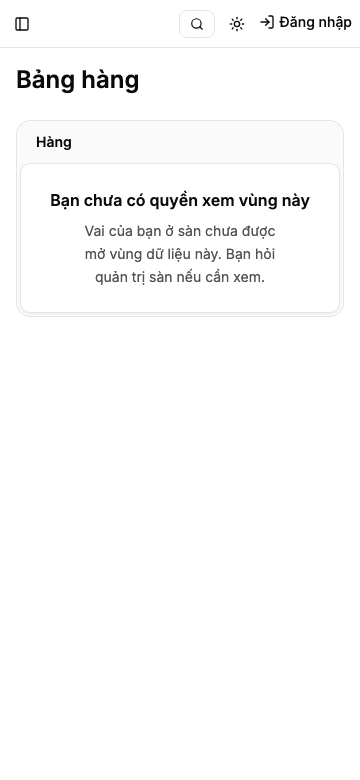 Đăng nhập
Bảng hàng
Hàng
Bạn chưa có quyền xem vùng này
Vai của bạn ở sàn chưa được
mở vùng dữ liệu này. Bạn hỏi
quản trị sàn nếu cần xem.